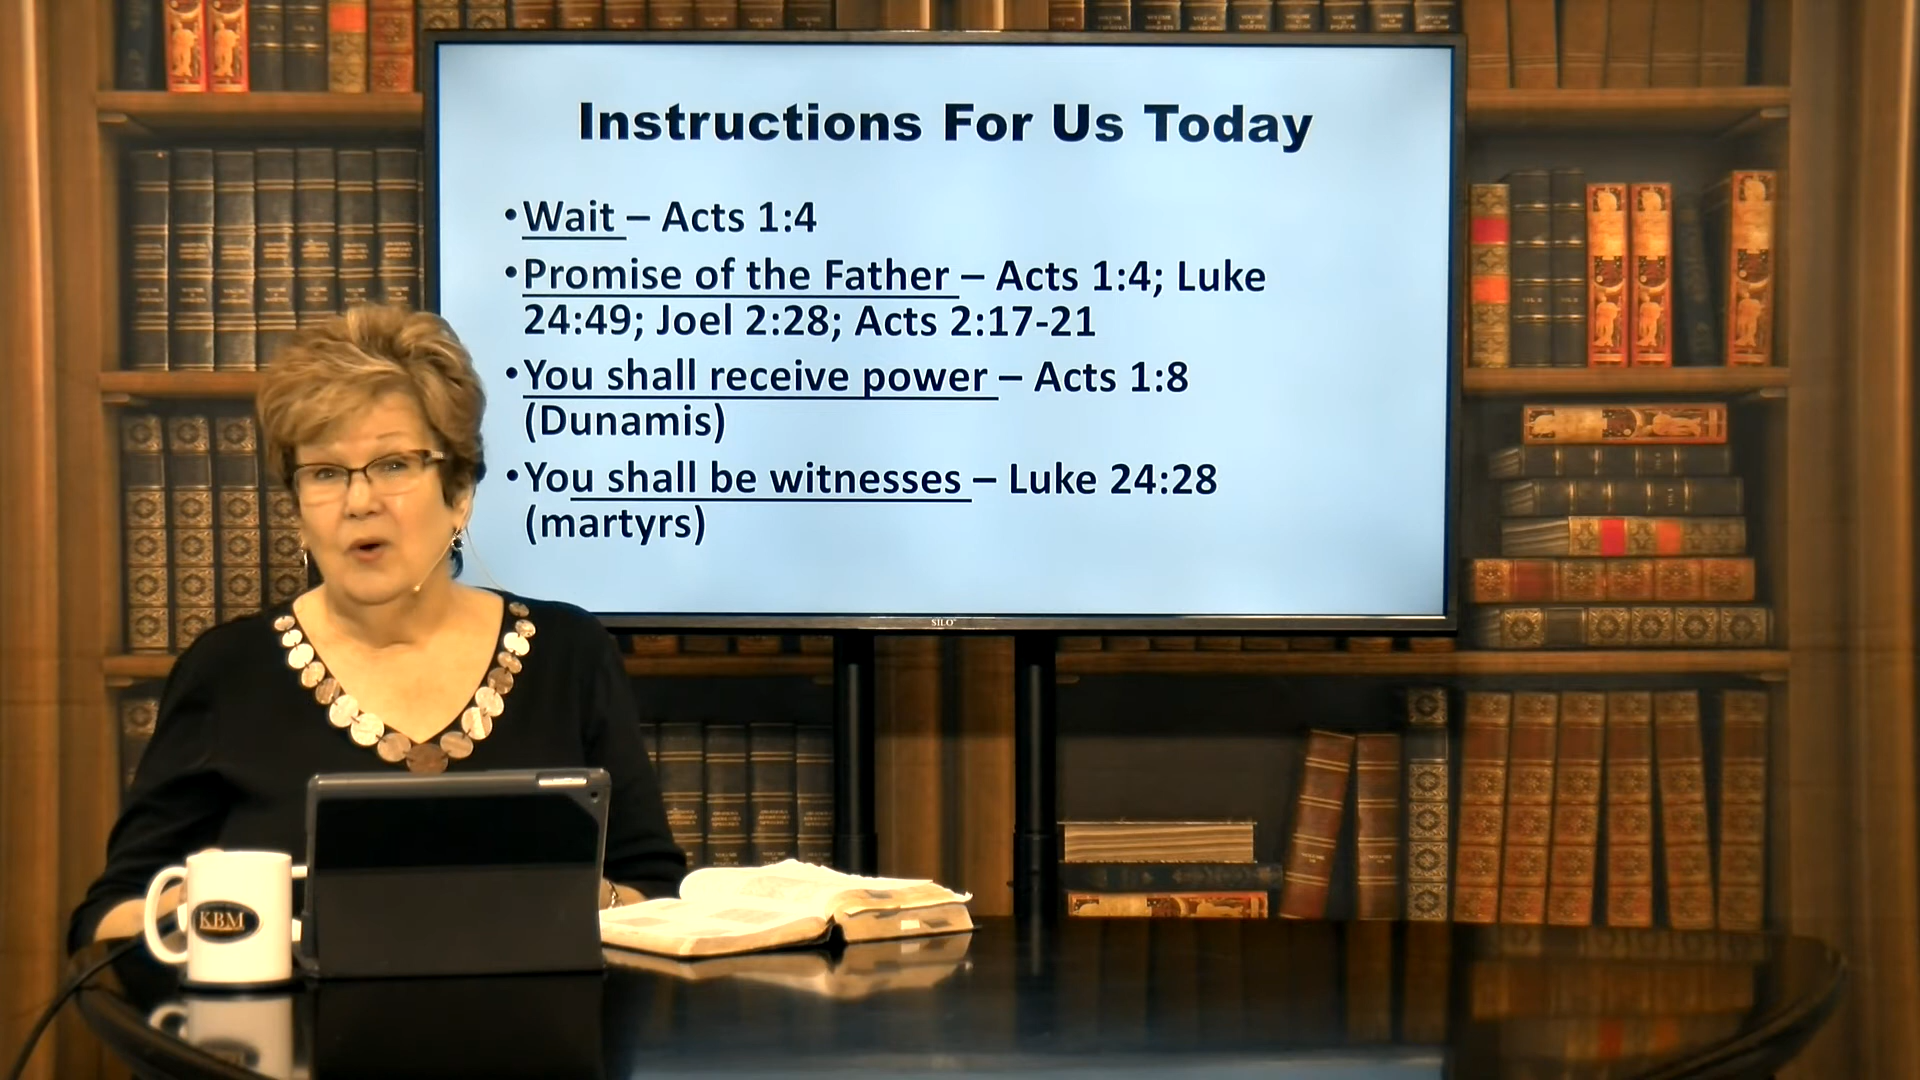 Instructions For Us Today
•Wait – Acts 1:4
•Promise of the Father – Acts 1:4; Luke
24:49; Joel 2:28; Acts 2:17-21
•You shall receive power – Acts 1:8
(Dunamis)
•You shall be witnesses – Luke 24:28
(martyrs)
SILO
KBM